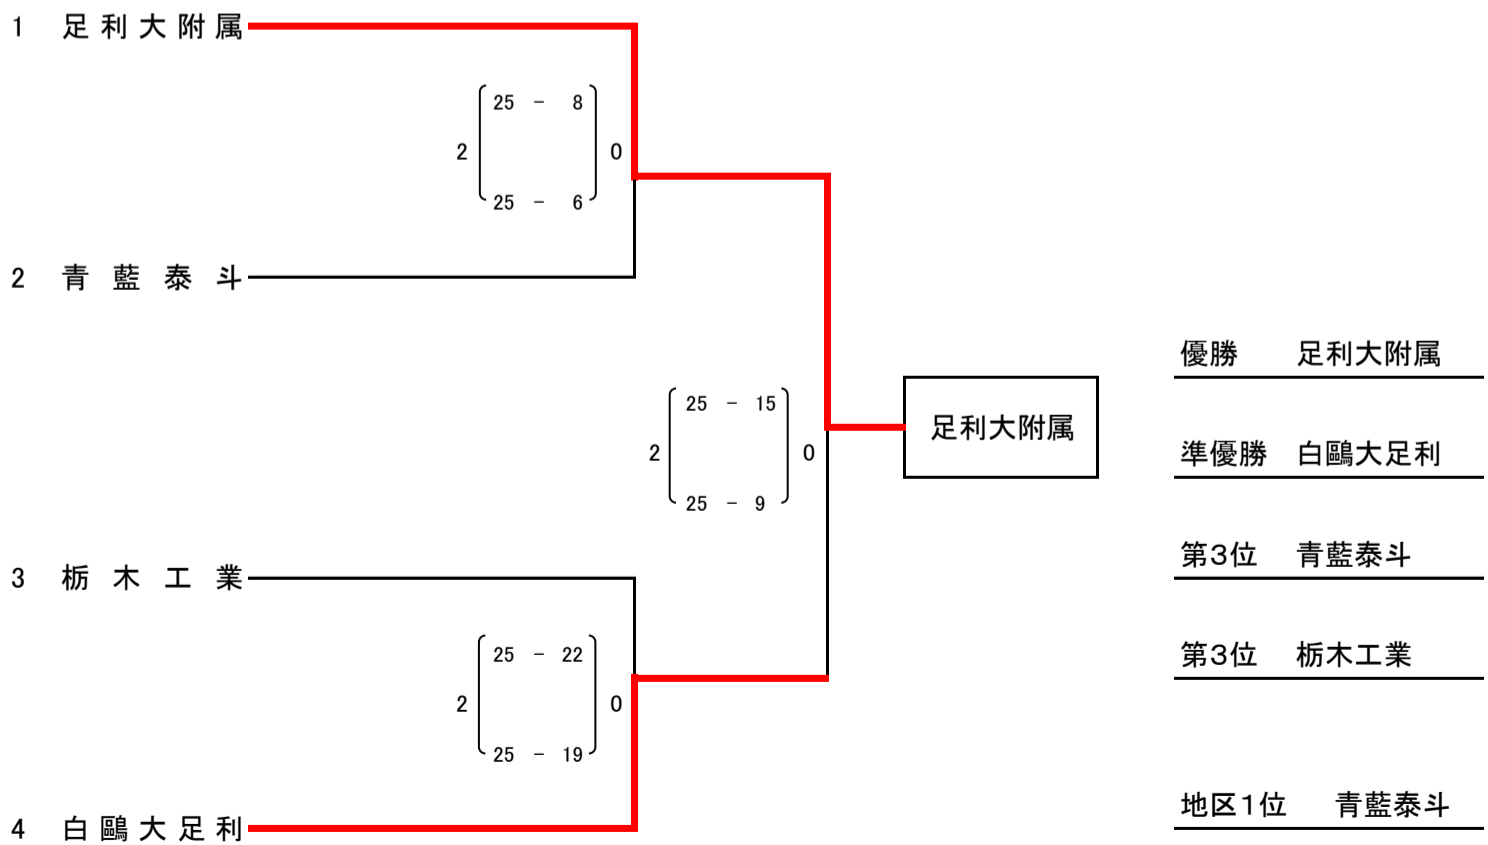 1 足利大附属
25 - 8
2 0
25 - 6
2 青藍泰斗
優勝 足利大附属
25 - 15
足利大附属
2 0
準優勝 白鷗大足利
25 - 9
第3位 青藍泰斗
3 栃木工業
25 - 22
第3位 栃木工業
2 0
25 - 19
地区1位 青藍泰斗
4 白鷗大足利